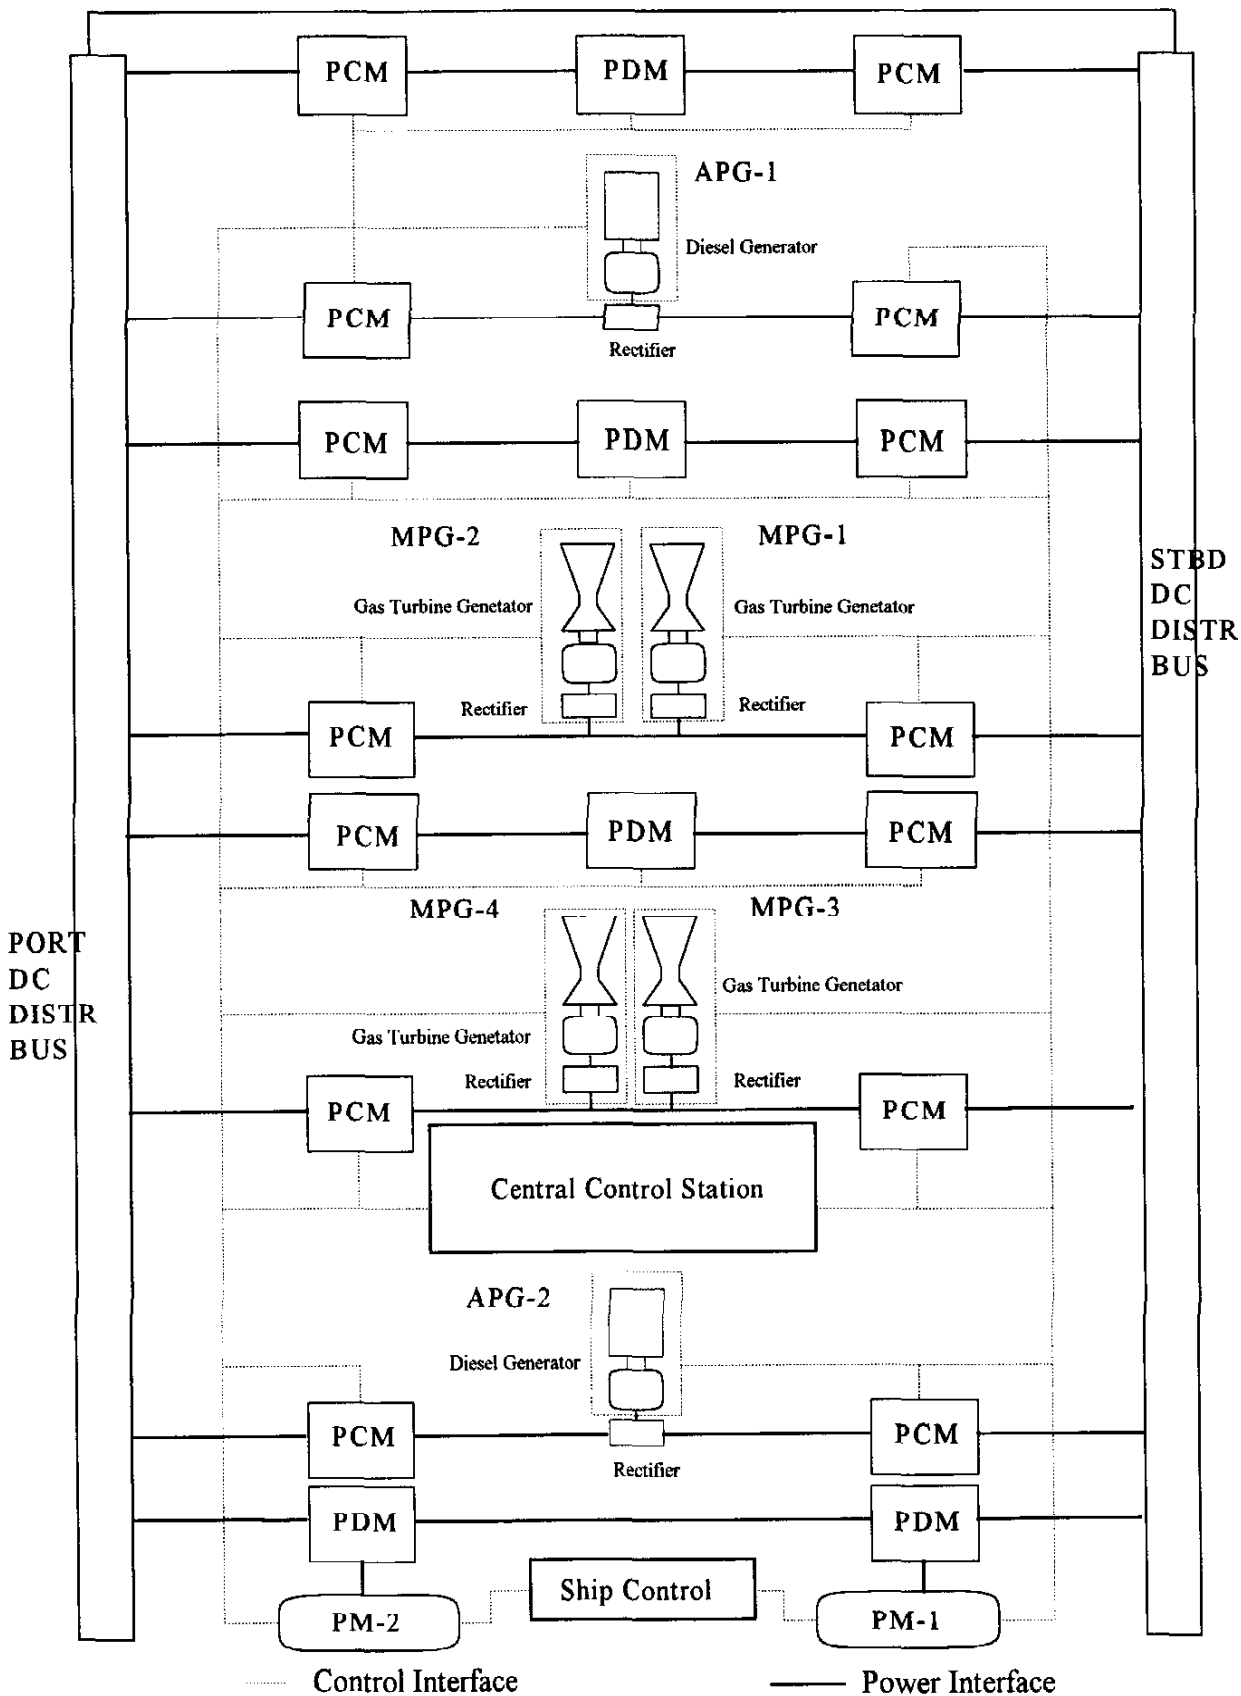 PCM PDM PCM
APG-1
Diesel Generator
PCM PCM
Rectifier
PCM PDM PCM
MPG-2 MPG-1
Gas Turbine Genetator Gas Turbine Genetator
Rectifier Rectifier
PCM PCM
STBD
DC
DISTR
BUS
PCM PDM PCM
MPG-4 MPG-3
Gas Turbine Genetator
Gas Turbine Genetator
Rectifier Rectifier
PORT
DC
DISTR
BUS
PCM PCM
Central Control Station
APG-2
Diesel Generator
PCM PCM
Rectifier
PDM PDM
Ship Control
PM-2 PM-1
Control Interface Power Interface